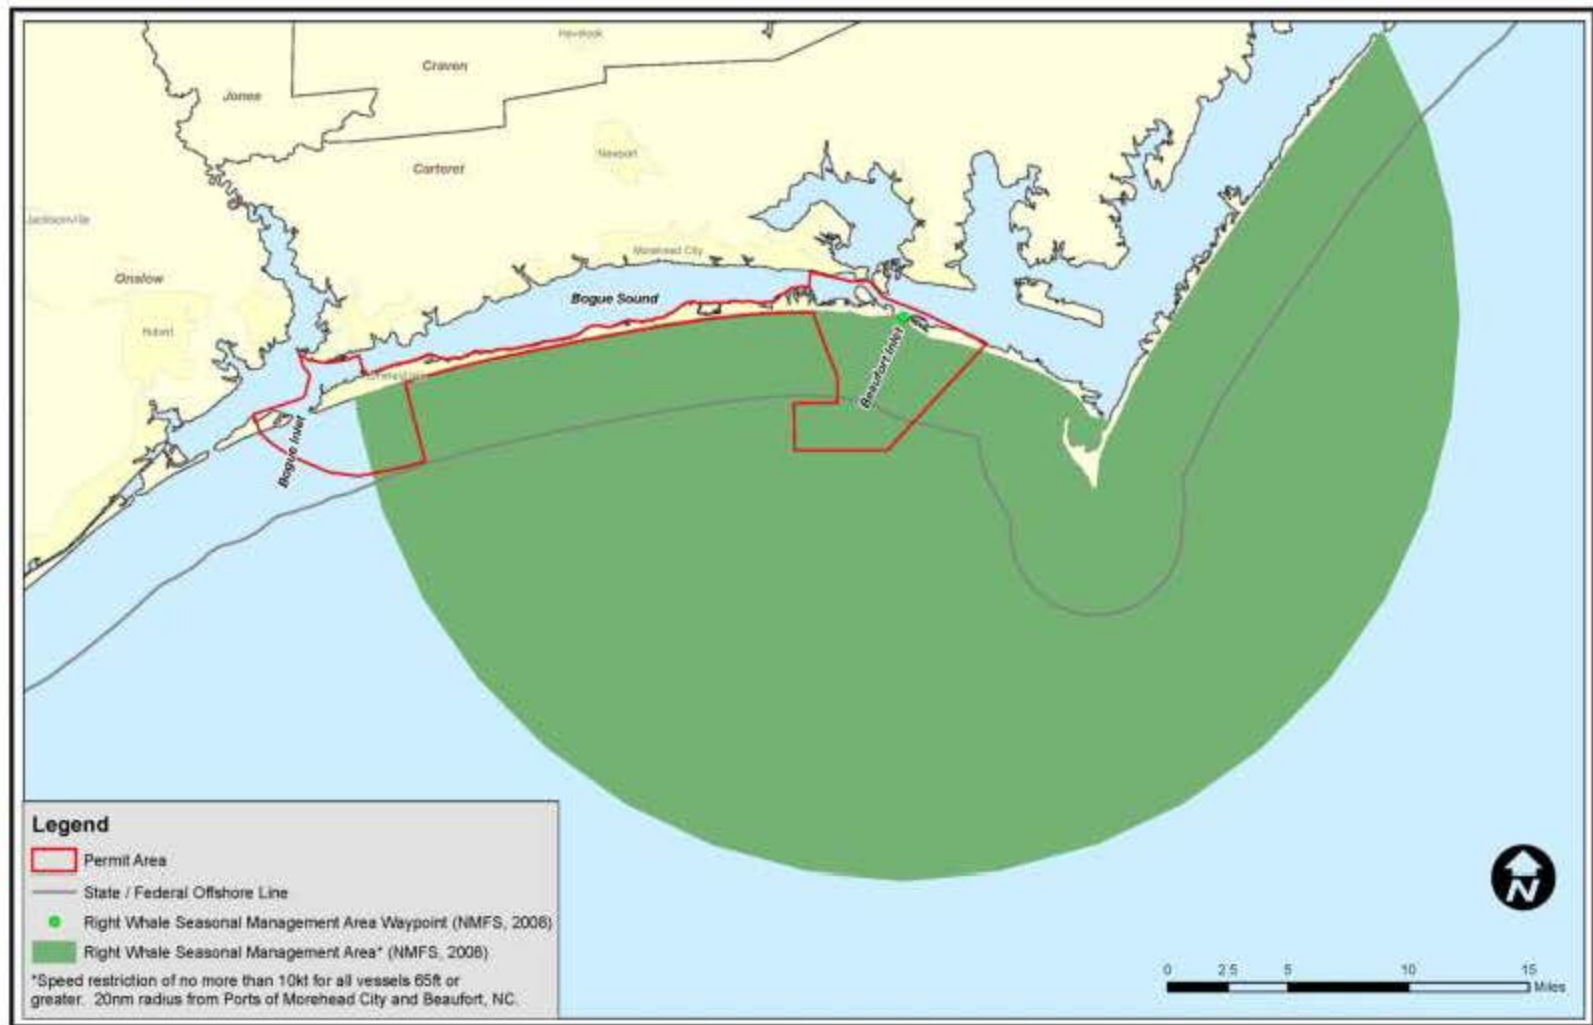 Havelock
Craven
Jones
Newport
Carteret
Jacksonville
Morehead City
Onslow
Bogue Sound
Hubert
Beaufort Inlet
Bogue Inlet
Legend
Permit Area
State / Federal Offshore Line
Right Whale Seasonal Management Area Waypoint (NMFS, 2008)
Right Whale Seasonal Management Area* (NMFS, 2008)
*Speed restriction of no more than 10kt for all vessels 65ft or
greater. 20nm radius from Ports of Morehead City and Beaufort, NC.
N
0 2.5 5 10 15
Miles